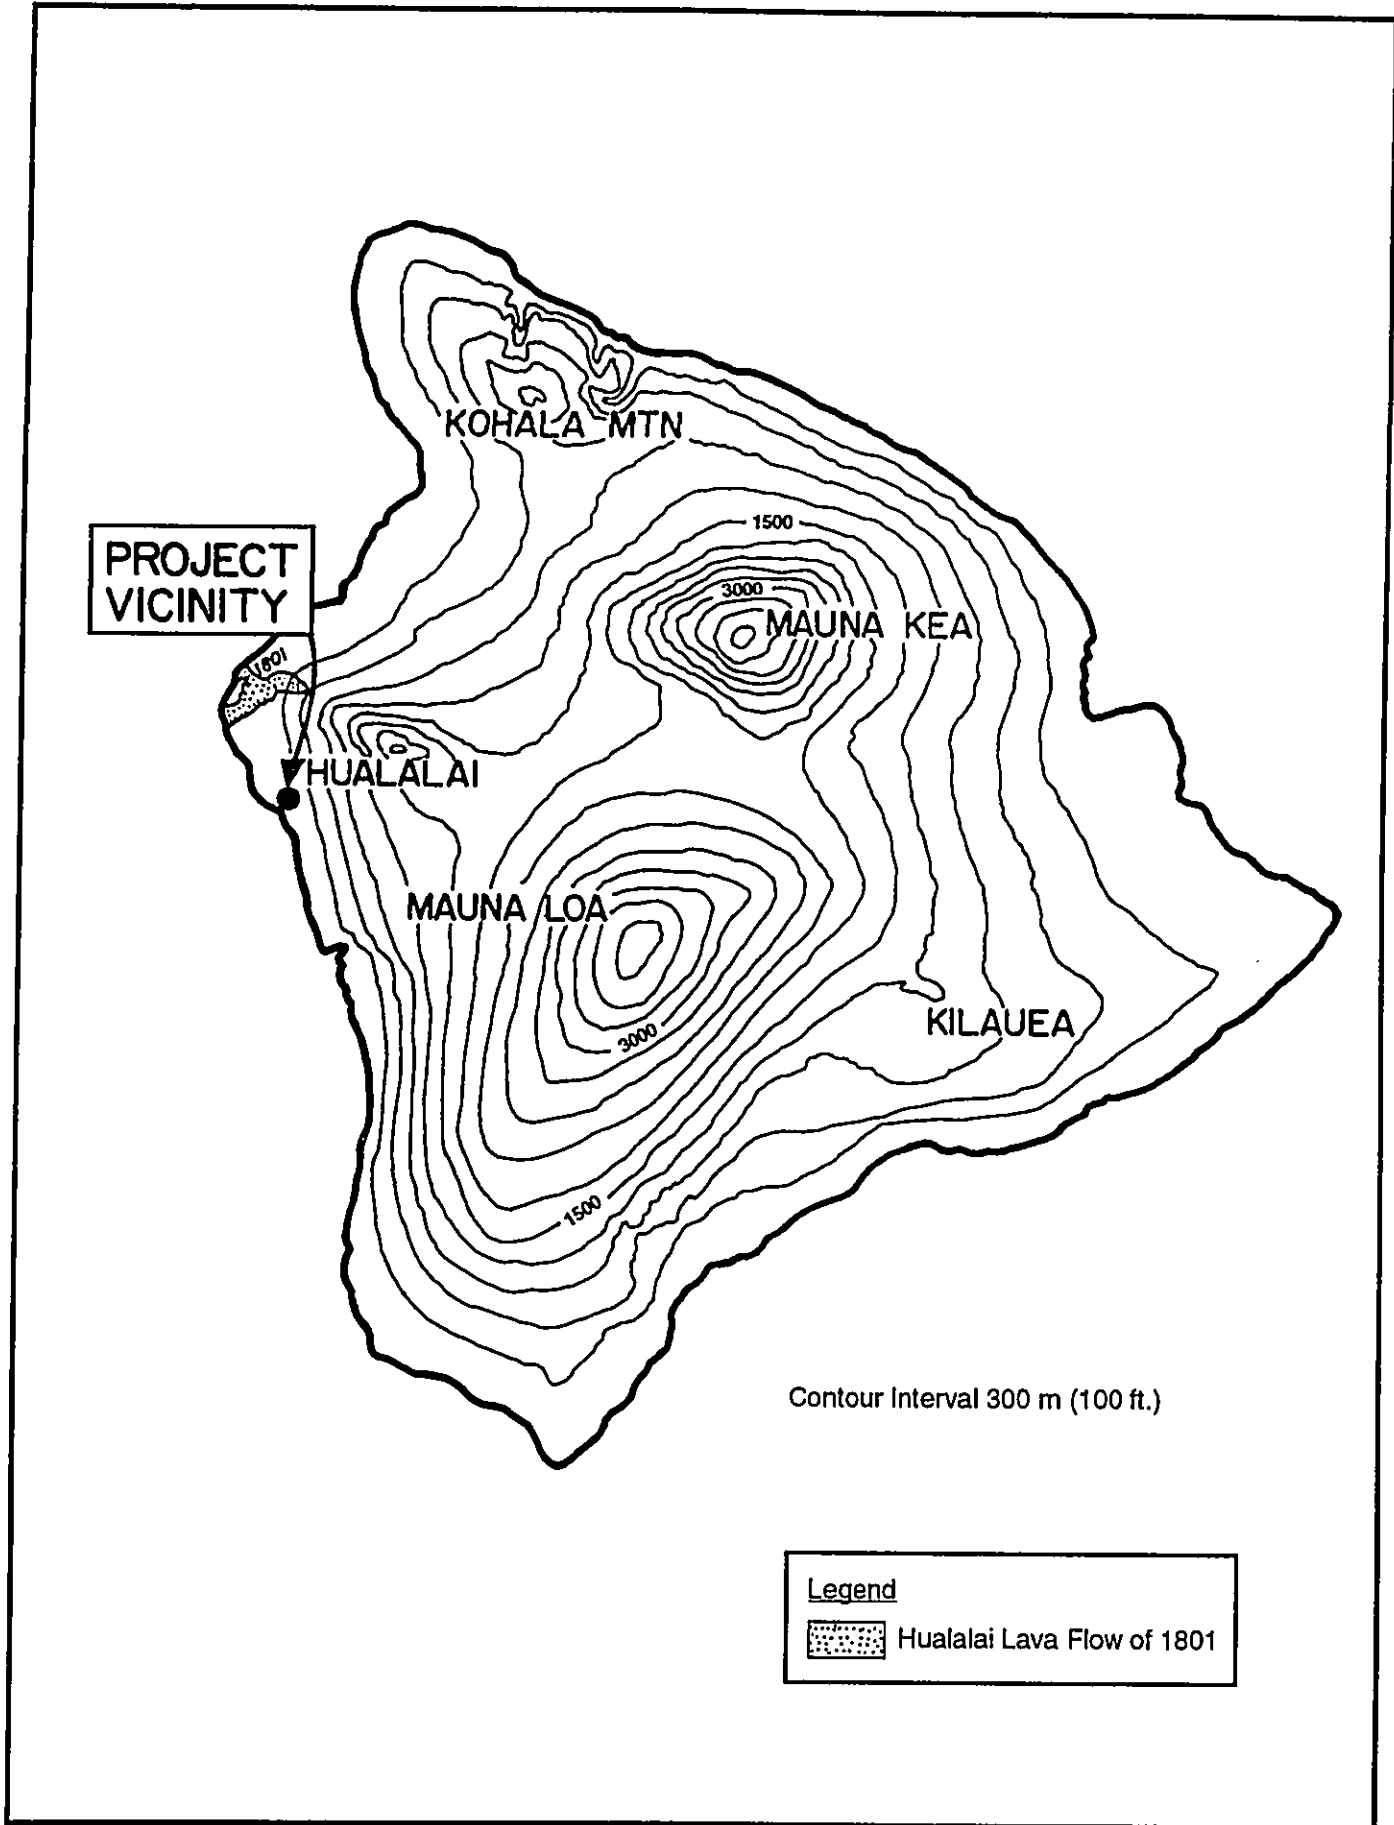 KOHALA MTN
1500
PROJECT
VICINITY
3000
MAUNA KEA
1801
HUALALAI
MAUNA LOA
KILAUEA
3000
1500
Contour Interval 300 m (100 ft.)
Legend
Hualalai Lava Flow of 1801